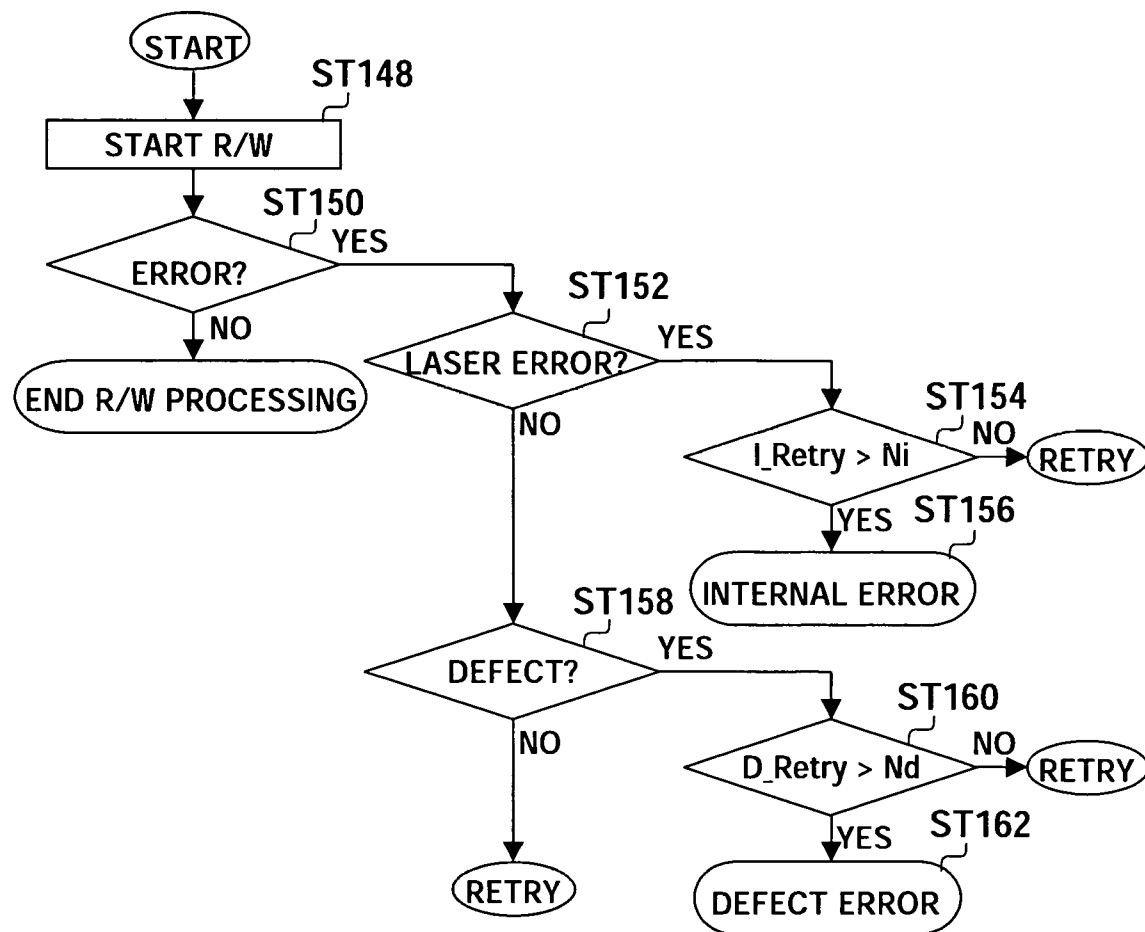 START
ST148
START R/W
ST150
YES
ERROR?
ST152
NO
YES
LASER ERROR?
END R/W PROCESSING
ST154
NO
NO
I_Retry > Ni
RETRY
ST156
YES
INTERNAL ERROR
ST158
YES
DEFECT?
ST160
NO
NO
D_Retry > Nd
RETRY
ST162
YES
RETRY
DEFECT ERROR